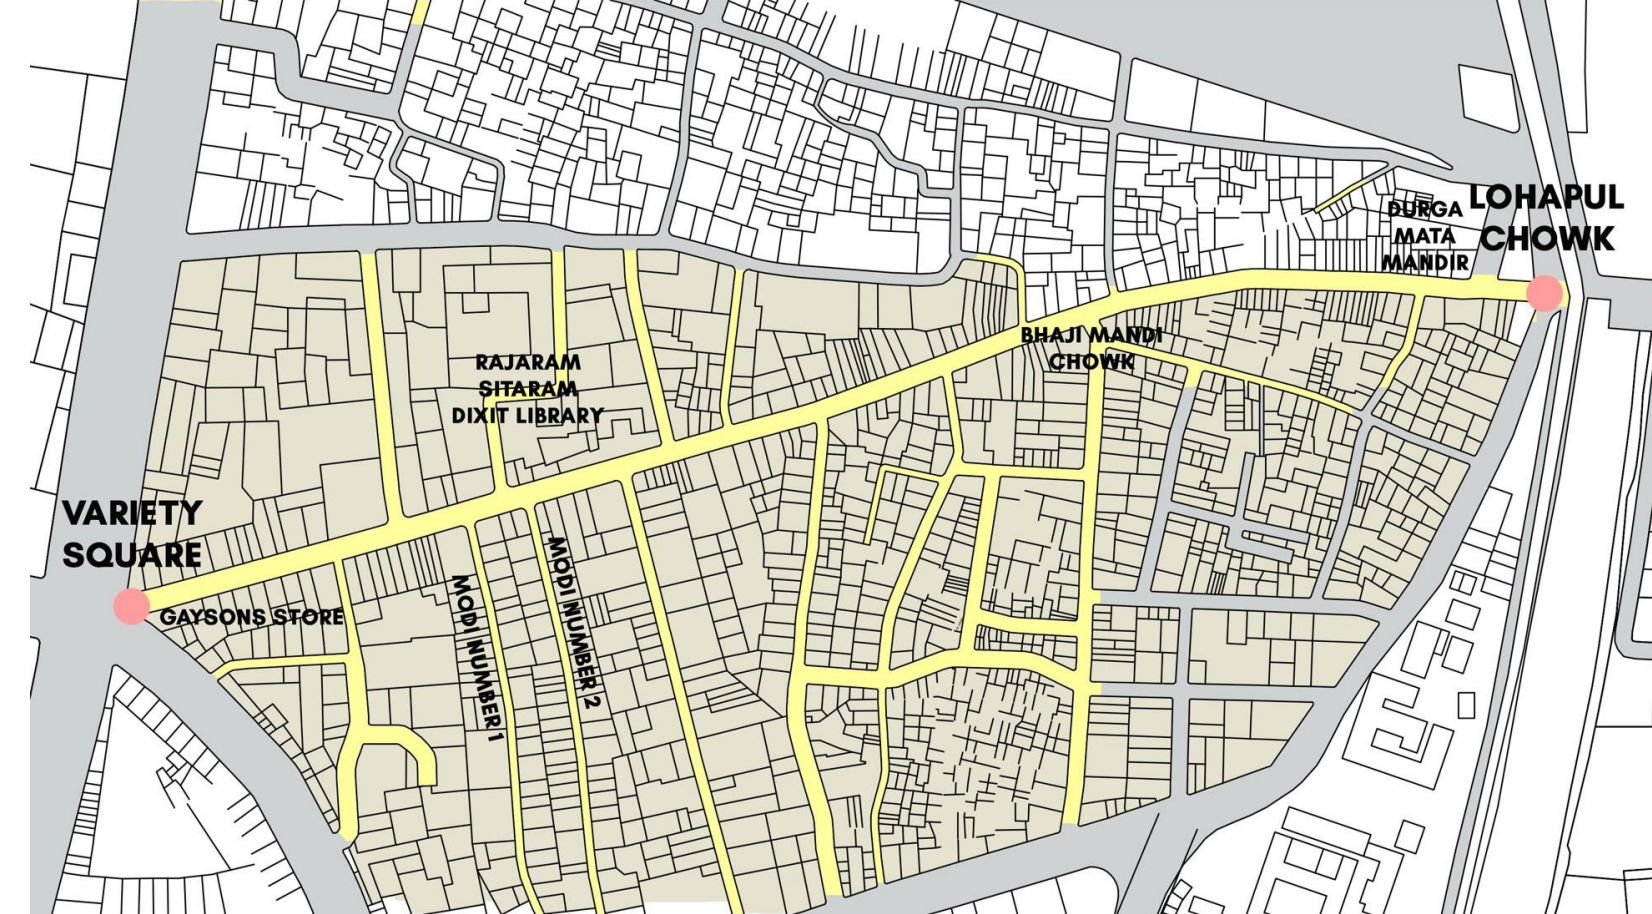 DURGA
MATA
MANDIR
LOHAPUL
CHOWK
BHAJI MANDI
CHOWK
RAJARAM
SITARAM
DIXIT LIBRARY
VARIETY
SQUARE
GAYSONS STORE
MODI NUMBER 1
MODI NUMBER 2